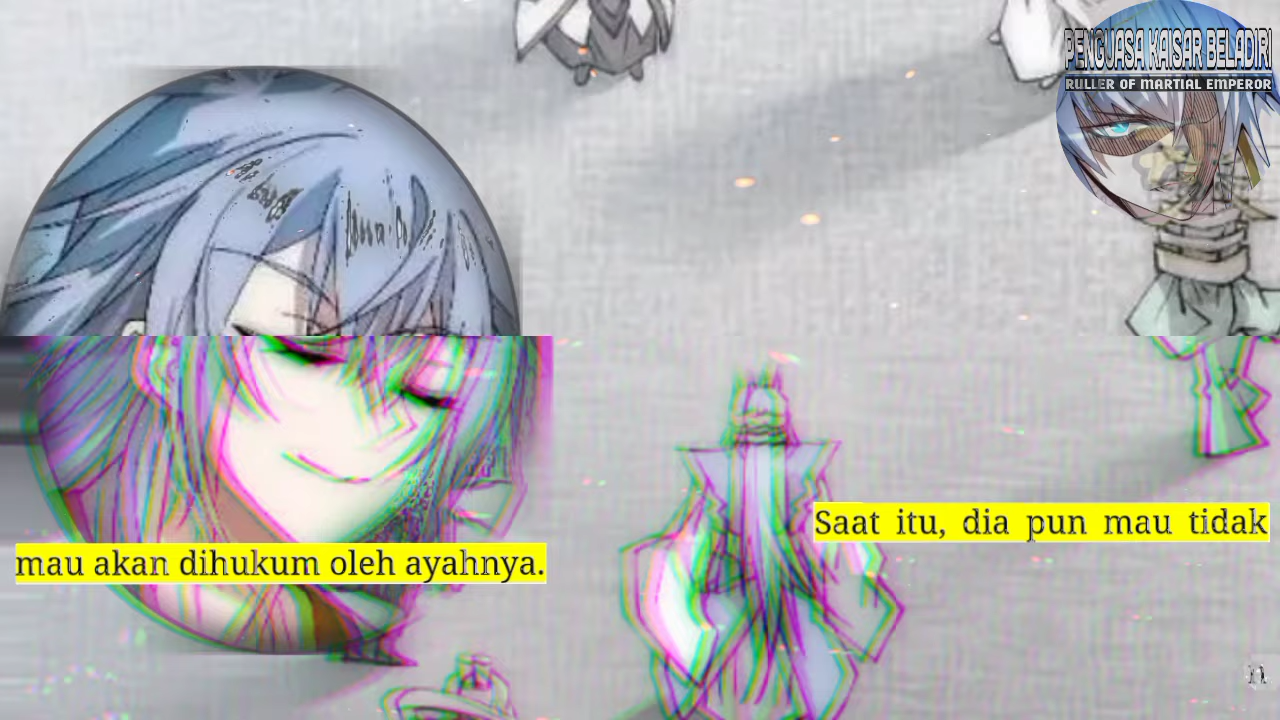 PENGUASA KAISAR BELADIRI
RULLER OF MARTIAL EMPEROR
Saat itu, dia pun mau tidak
mau akan dihukum oleh ayahnya.